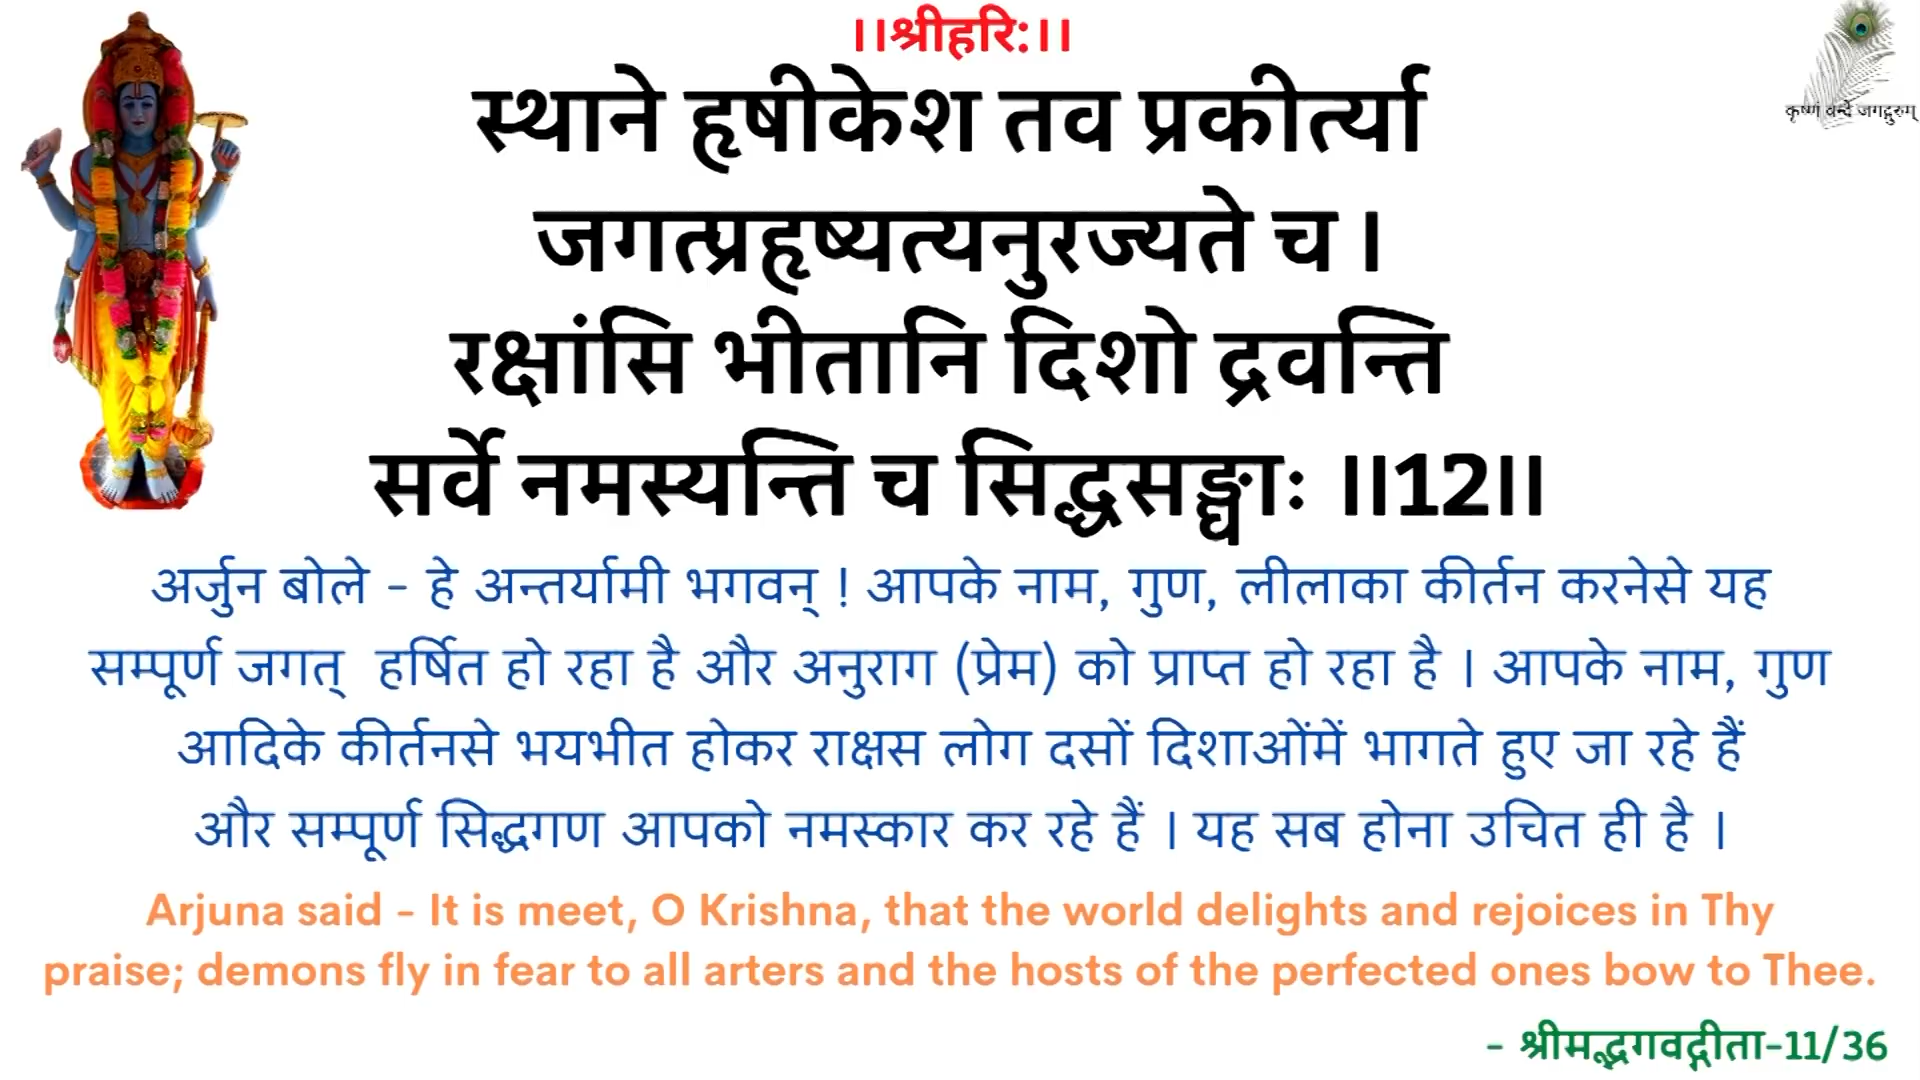 ।।श्रीहरि:।।
कृष्णं वन्दे जगद्गुरुम्
स्थाने हृषीकेश तव प्रकीर्त्या
जगत्प्रहृष्यत्यनुरज्यते च ।
रक्षांसि भीतानि दिशो द्रवन्ति
सर्वे नमस्यन्ति च सिद्धसङ्घाः ॥12॥
अर्जुन बोले - हे अन्तर्यामी भगवन् ! आपके नाम, गुण, लीलाका कीर्तन करनेसे यह
सम्पूर्ण जगत् हर्षित हो रहा है और अनुराग (प्रेम) को प्राप्त हो रहा है । आपके नाम, गुण
आदिके कीर्तनसे भयभीत होकर राक्षस लोग दसों दिशाओंमें भागते हुए जा रहे हैं
और सम्पूर्ण सिद्धगण आपको नमस्कार कर रहे हैं । यह सब होना उचित ही है ।
Arjuna said - It is meet, O Krishna, that the world delights and rejoices in Thy
praise; demons fly in fear to all arters and the hosts of the perfected ones bow to Thee.
- श्रीमद्भगवद्गीता-11/36